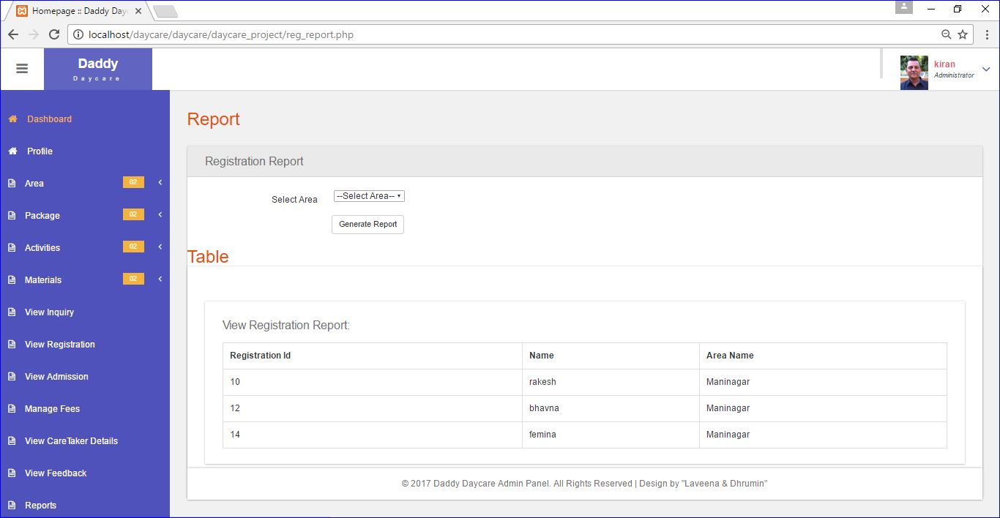 Homepage :: Daddy Dayc
localhost/daycare/daycare/daycare_project/reg_report.php
Daddy
Daycare
kiran
Administrator
Dashboard
Profile
Area 02
Package 02
Activities 02
Materials 02
View Inquiry
View Registration
View Admission
Manage Fees
View CareTaker Details
View Feedback
Reports
Report
Registration Report
Select Area --Select Area--
Generate Report
Table
View Registration Report:
Registration Id Name Area Name
10 rakesh Maninagar
12 bhavna Maninagar
14 femina Maninagar
© 2017 Daddy Daycare Admin Panel. All Rights Reserved | Design by "Laveena & Dhrumin"